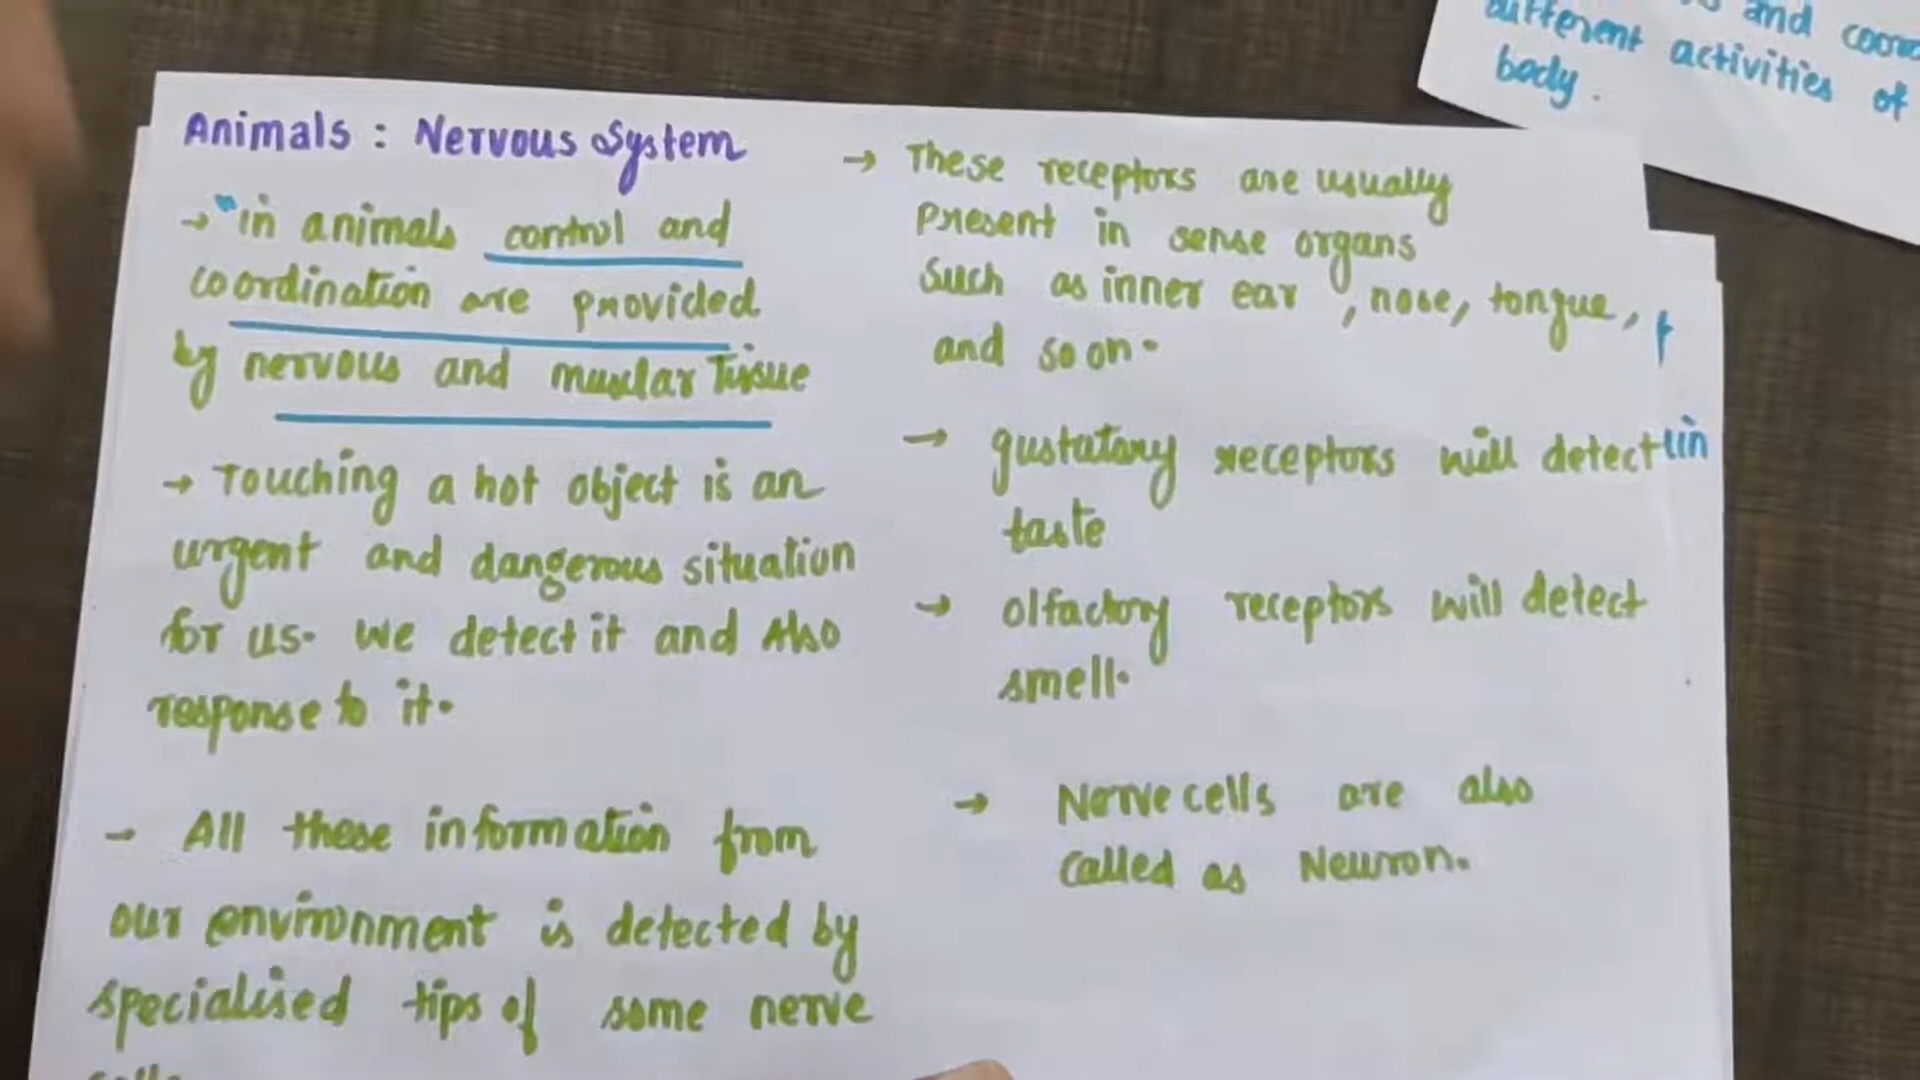 Animals : Nervous System
→ in animals control and
coordination are provided
by nervous and muscular Tissue
→ Touching a hot object is an
urgent and dangerous situation
for us. we detect it and Also
response to it.
→ All these information from
our environment is detected by
specialised tips of some nerve
cells
→ These receptors are usually
present in sense organs
Such as inner ear, nose, tongue,
and so on.
→ gustatory receptors will detect
taste
→ olfactory receptors will detect
smell.
→ Nerve cells are also
called as Neuron.
and
different activities of
body.